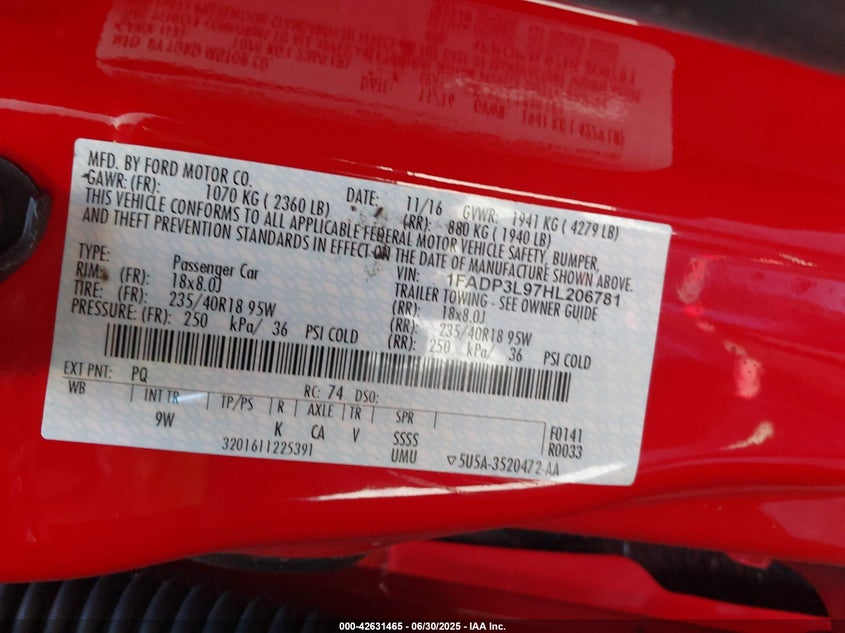 MFD. BY FORD MOTOR CO.
DATE: 11/16 GVWR: 1941 KG ( 4279 LB)
GAWR: (FR): 1070 KG ( 2360 LB) (RR): 880 KG ( 1940 LB)
THIS VEHICLE CONFORMS TO ALL APPLICABLE FEDERAL MOTOR VEHICLE SAFETY, BUMPER,
AND THEFT PREVENTION STANDARDS IN EFFECT ON THE DATE OF MANUFACTURE SHOWN ABOVE.
VIN: 1FADP3L97HL206781
TYPE: Passenger Car TRAILER TOWING - SEE OWNER GUIDE
RIM: (FR): 18x8.0J (RR): 18x8.0J
TIRE: (FR): 235/40R18 95W (RR): 235/40R18 95W
PRESSURE: (FR): 250 kPa/ 36 PSI COLD (RR): 250 kPa/ 36 PSI COLD
EXT PNT: PQ RC: 74 DSO:
WB INT TR TP/PS R AXLE TR SPR F0141
9W K CA V SSSS R0033
3201611225391 UMU ▽5U5A-3520472-AA
000-42631465 - 06/30/2025 - IAA Inc.